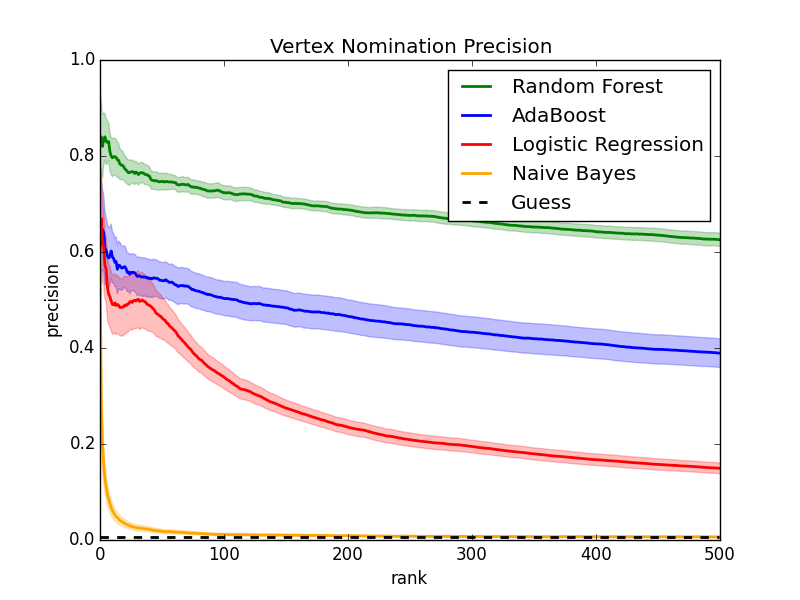 Vertex Nomination Precision
1.0
0.8
0.6
0.4
0.2
0.0
precision
Random Forest
AdaBoost
Logistic Regression
Naive Bayes
Guess
0 100 200 300 400 500
rank